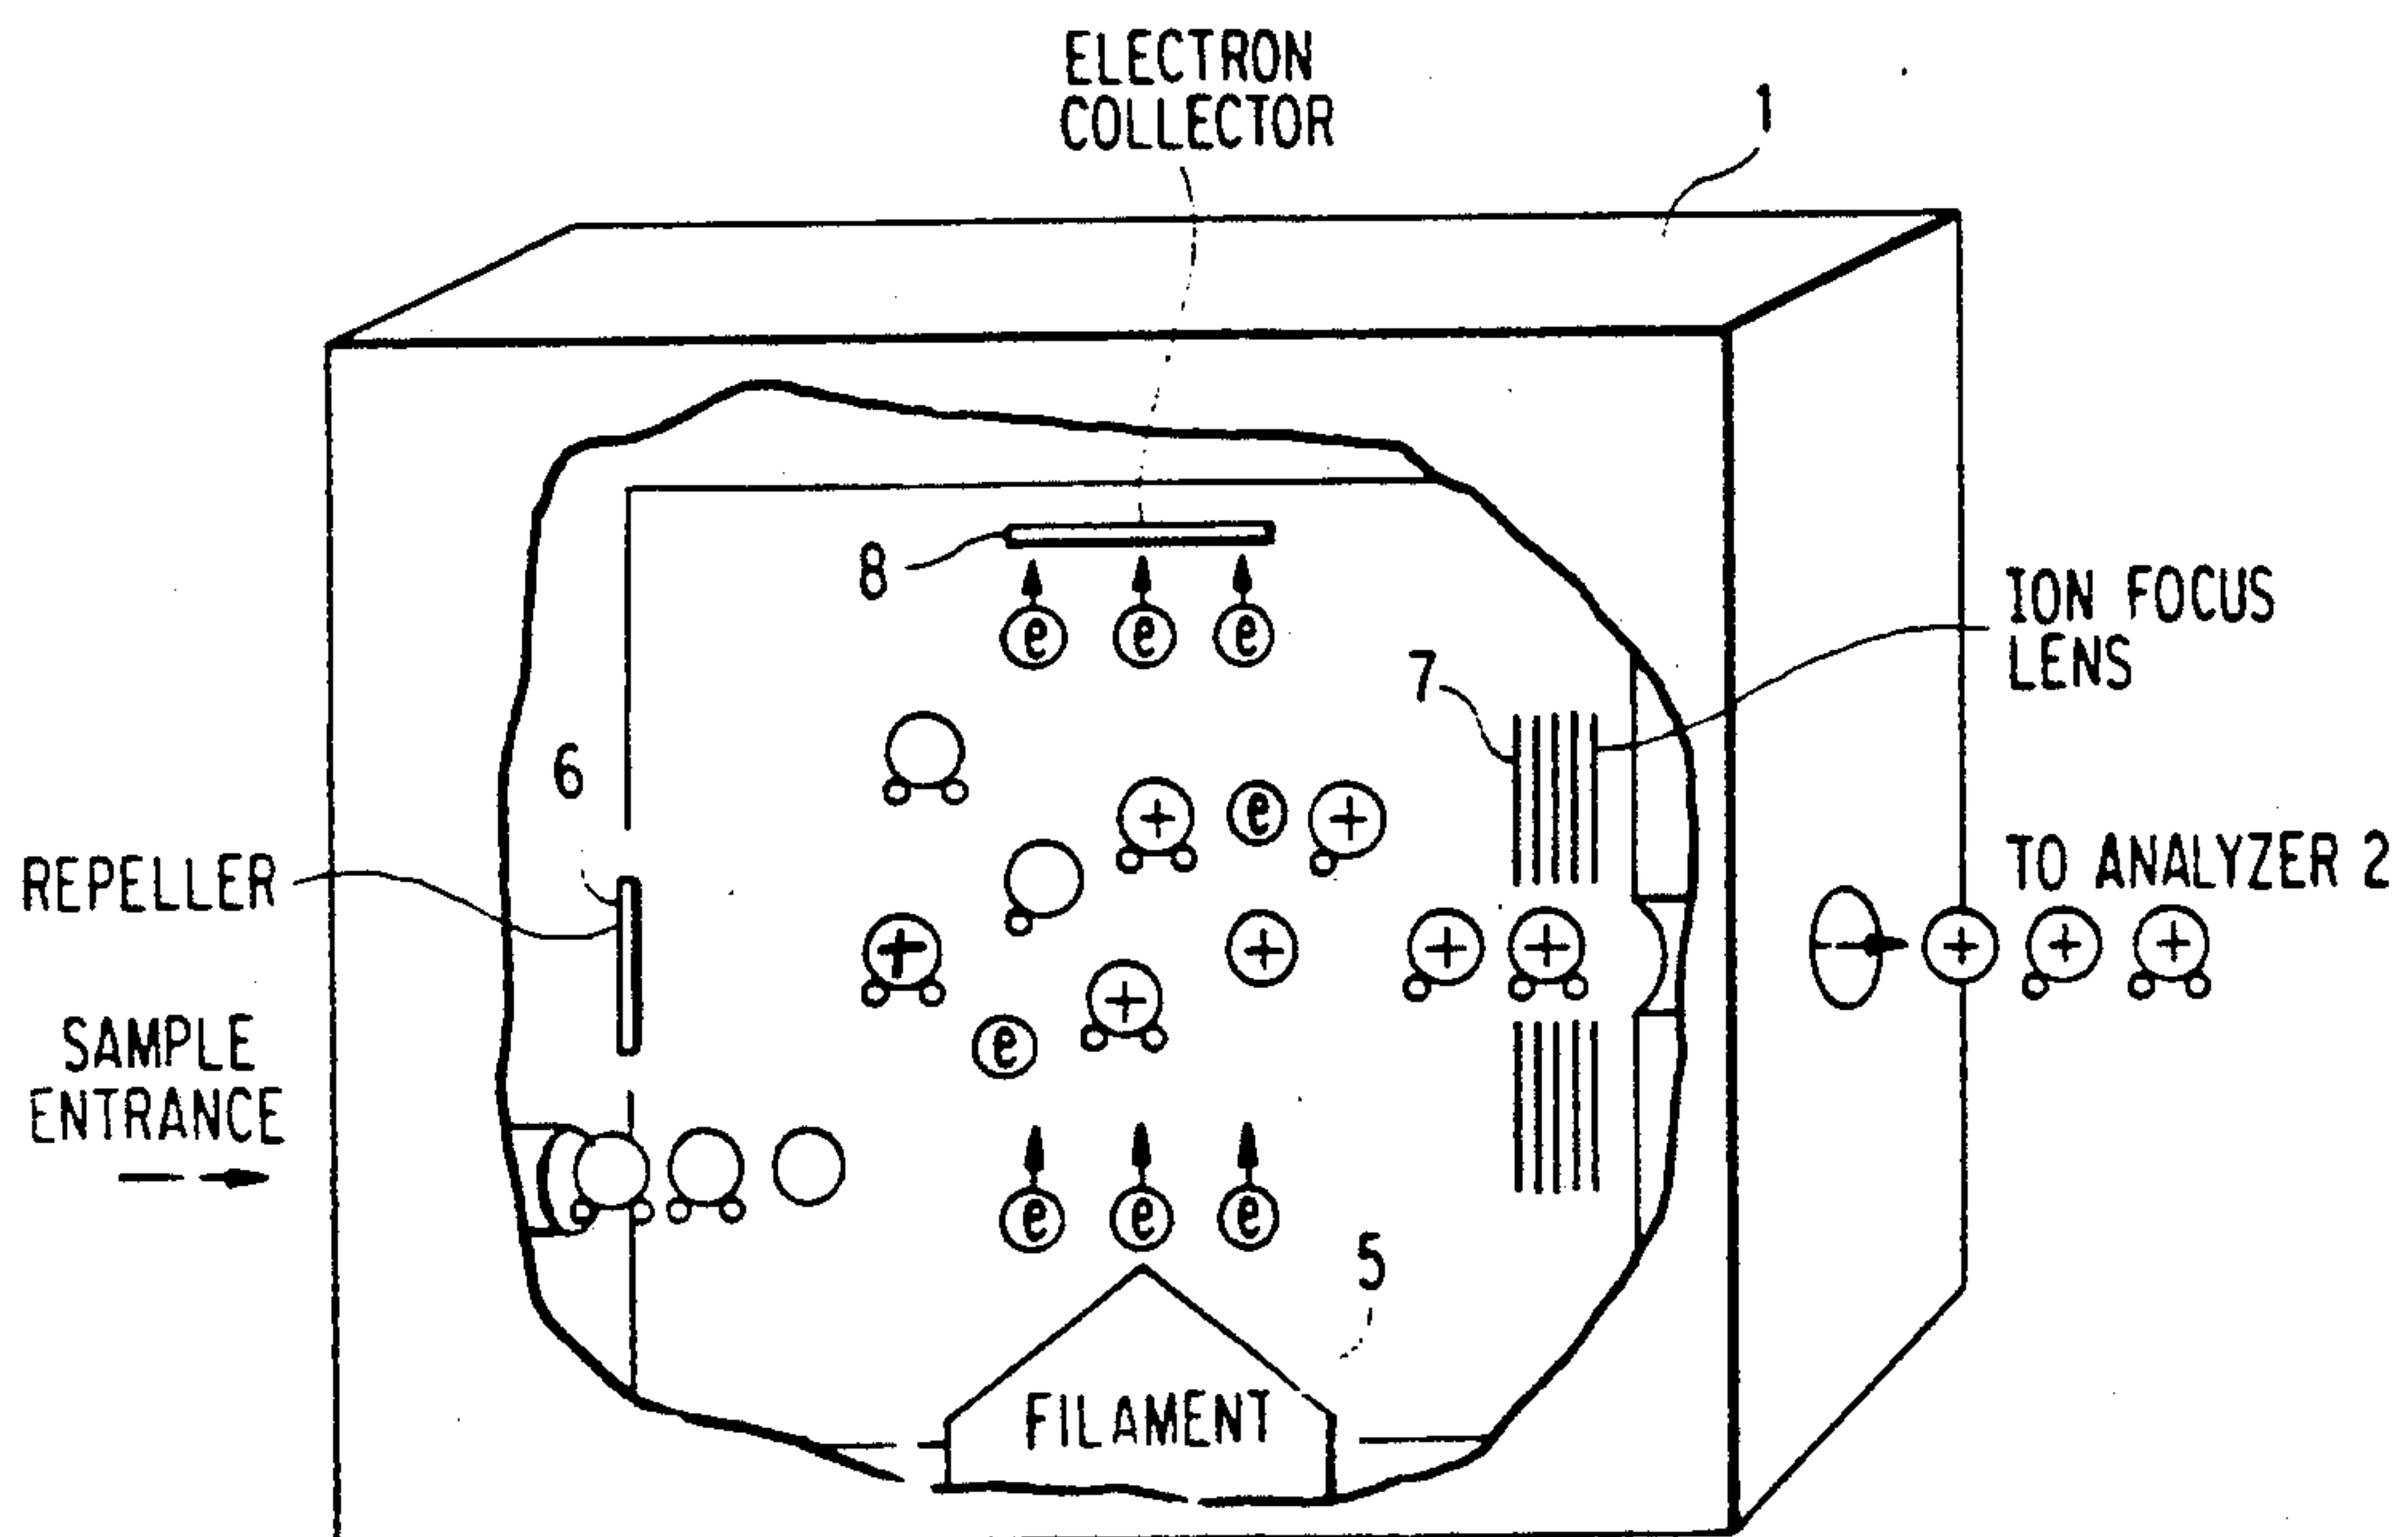 ELECTRON
COLLECTOR
1
8
e e e
ION FOCUS
LENS
7
6
+ e +
REPELLER
TO ANALYZER 2
+ + + + + + +
+
e
SAMPLE
ENTRANCE
e e e
5
FILAMENT